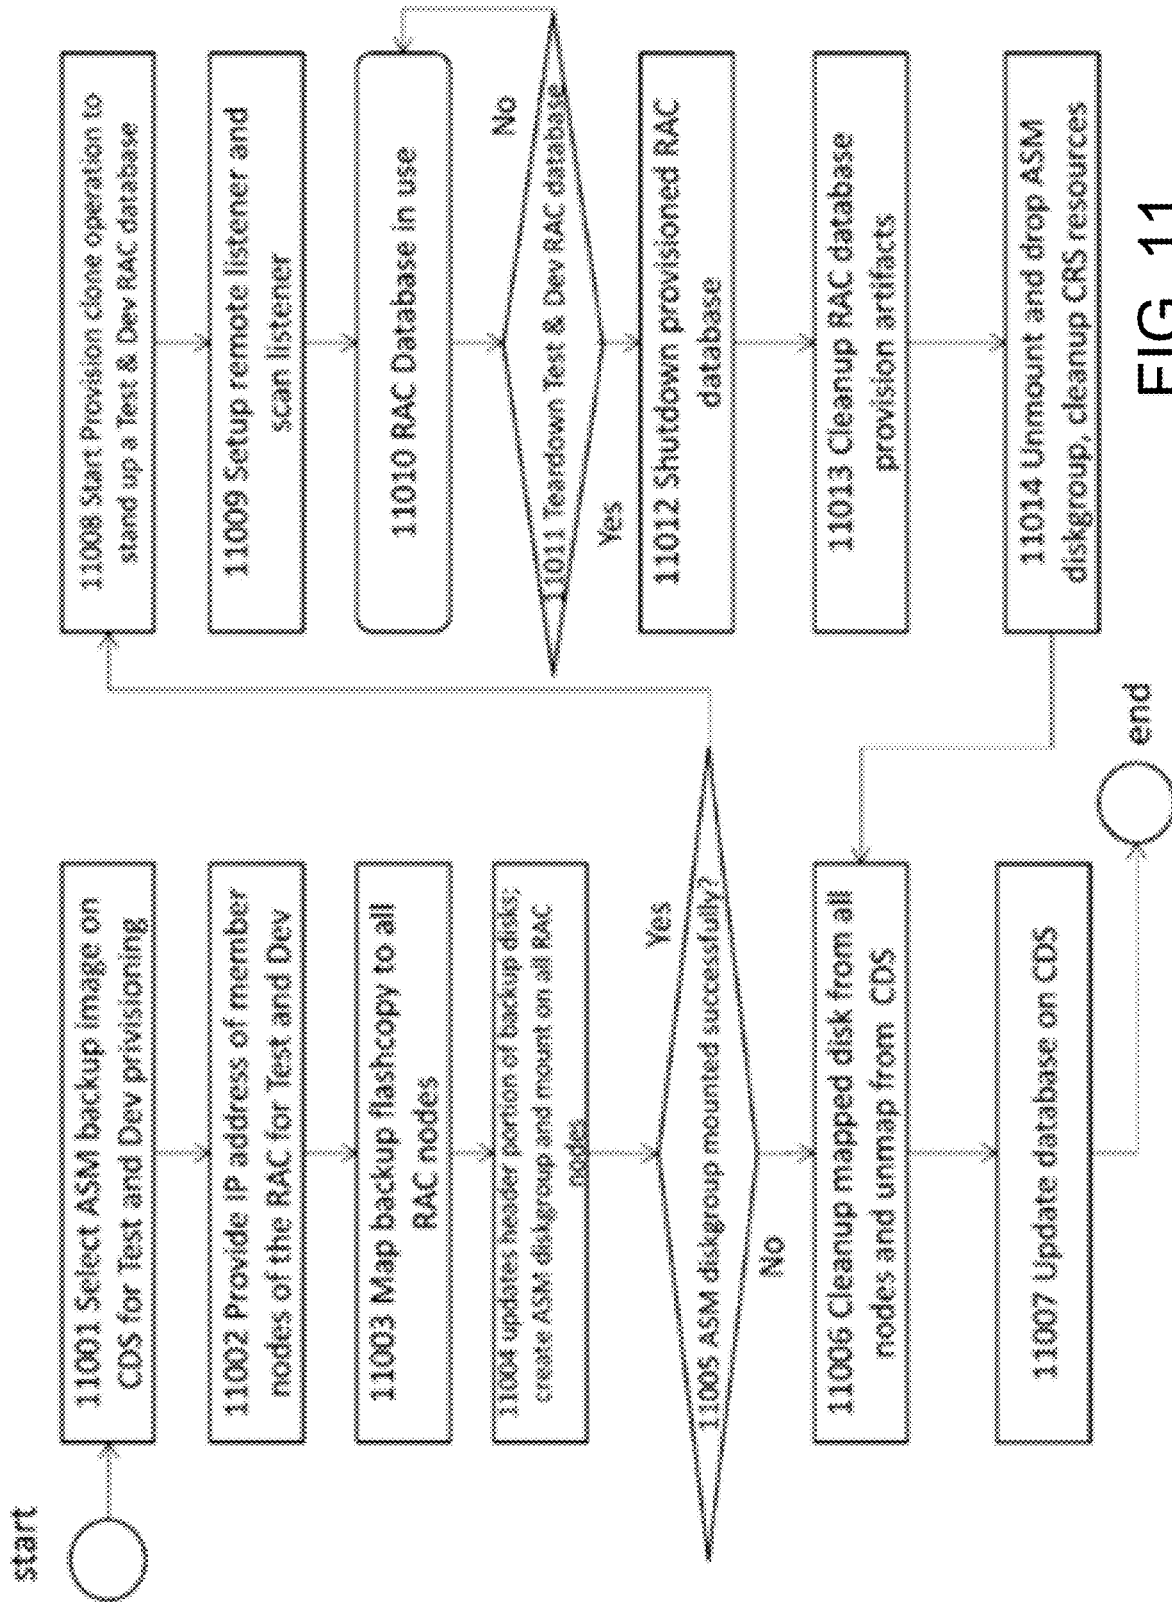 start
11001 Select ASM backup image on
CDS for Test and Dev privisioning
11002 Provide IP address of member
nodes of the RAC for Test and Dev
11003 Map backup flashcopy to all
RAC nodes
11004 updates header portion of backup disks;
create ASM diskgroup and mount on all RAC
nodes
11005 ASM diskgroup mounted successfully?
Yes
No
11006 Cleanup mapped disk from all
nodes and unmap from CDS
11007 Update database on CDS
end
11008 Start Provision clone operation to
stand up a Test & Dev RAC database
11009 Setup remote listener and
scan listener
11010 RAC Database in use
No
11011 Teardown Test & Dev RAC database
Yes
11012 Shutdown provisioned RAC
database
11013 Cleanup RAC database
provision artifacts
11014 Unmount and drop ASM
diskgroup, cleanup CRS resources
FIG. 11